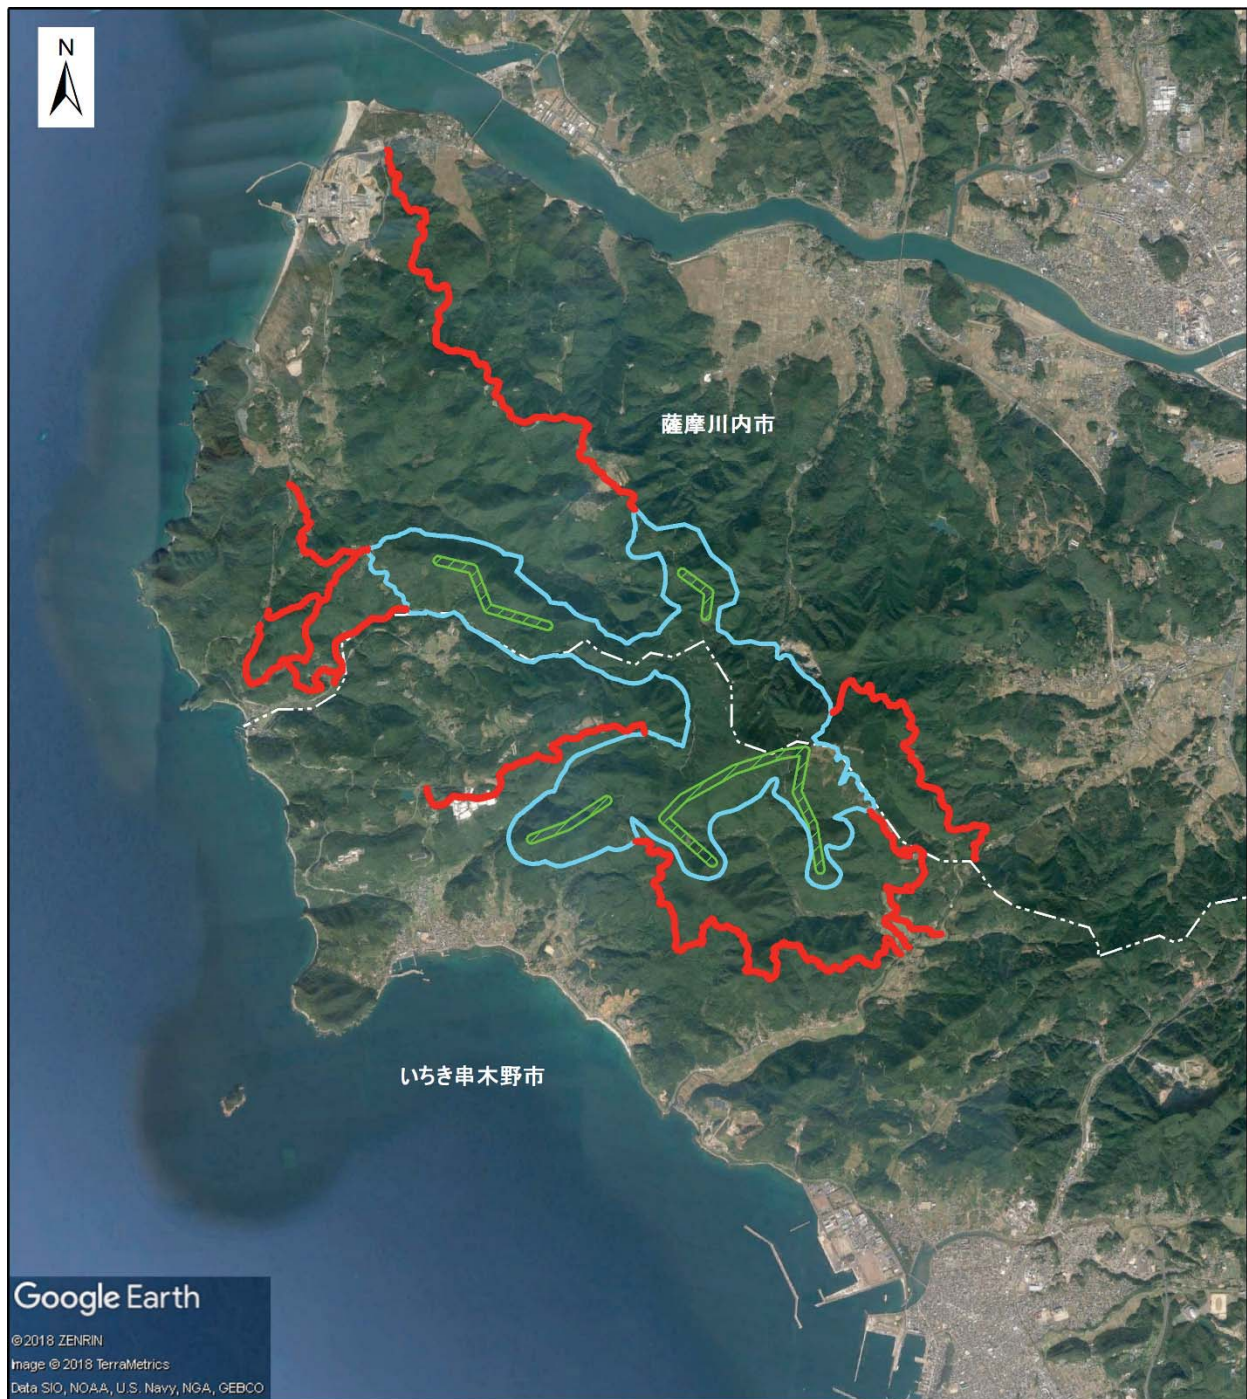 N
薩摩川内市
いちき串木野市
Google Earth
©2018 ZENRIN
Image © 2018 TerraMetrics
Data SIO, NOAA, U.S. Navy, NGA, GEBCO